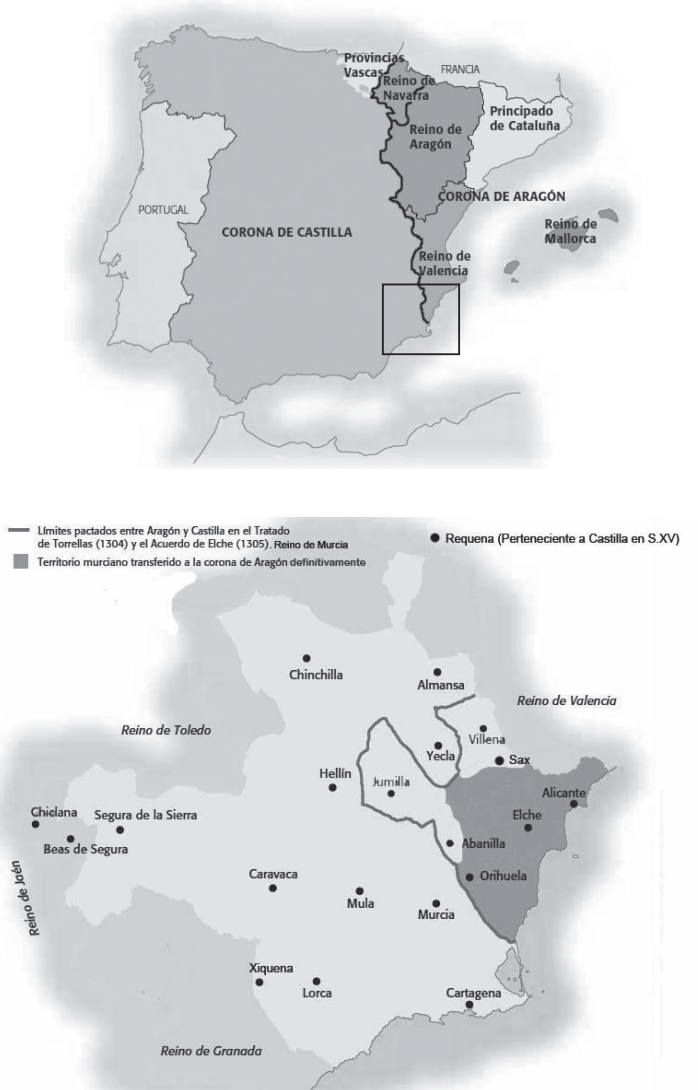 Provincias
Vascas
Reino de
Navarra
FRANCIA
Principado
de Cataluña
Reino de
Aragón
CORONA DE ARAGÓN
PORTUGAL
CORONA DE CASTILLA
Reino de
Mallorca
Reino de
Valencia
Límites pactados entre Aragón y Castilla en el Tratado
de Torrellas (1304) y el Acuerdo de Elche (1305). Reino de Murcia
Territorio murciano transferido a la corona de Aragón definitivamente
Requena (Perteneciente a Castilla en S.XV)
Chinchilla
Almansa
Reino de Valencia
Reino de Toledo
Villena
Yecla
Sax
Hellín
Jumilla
Alicante
Elche
Chiclana
Segura de la Sierra
Beas de Segura
Abanilla
Reino de Jaén
Caravaca
Orihuela
Mula
Murcia
Xiquena
Lorca
Cartagena
Reino de Granada